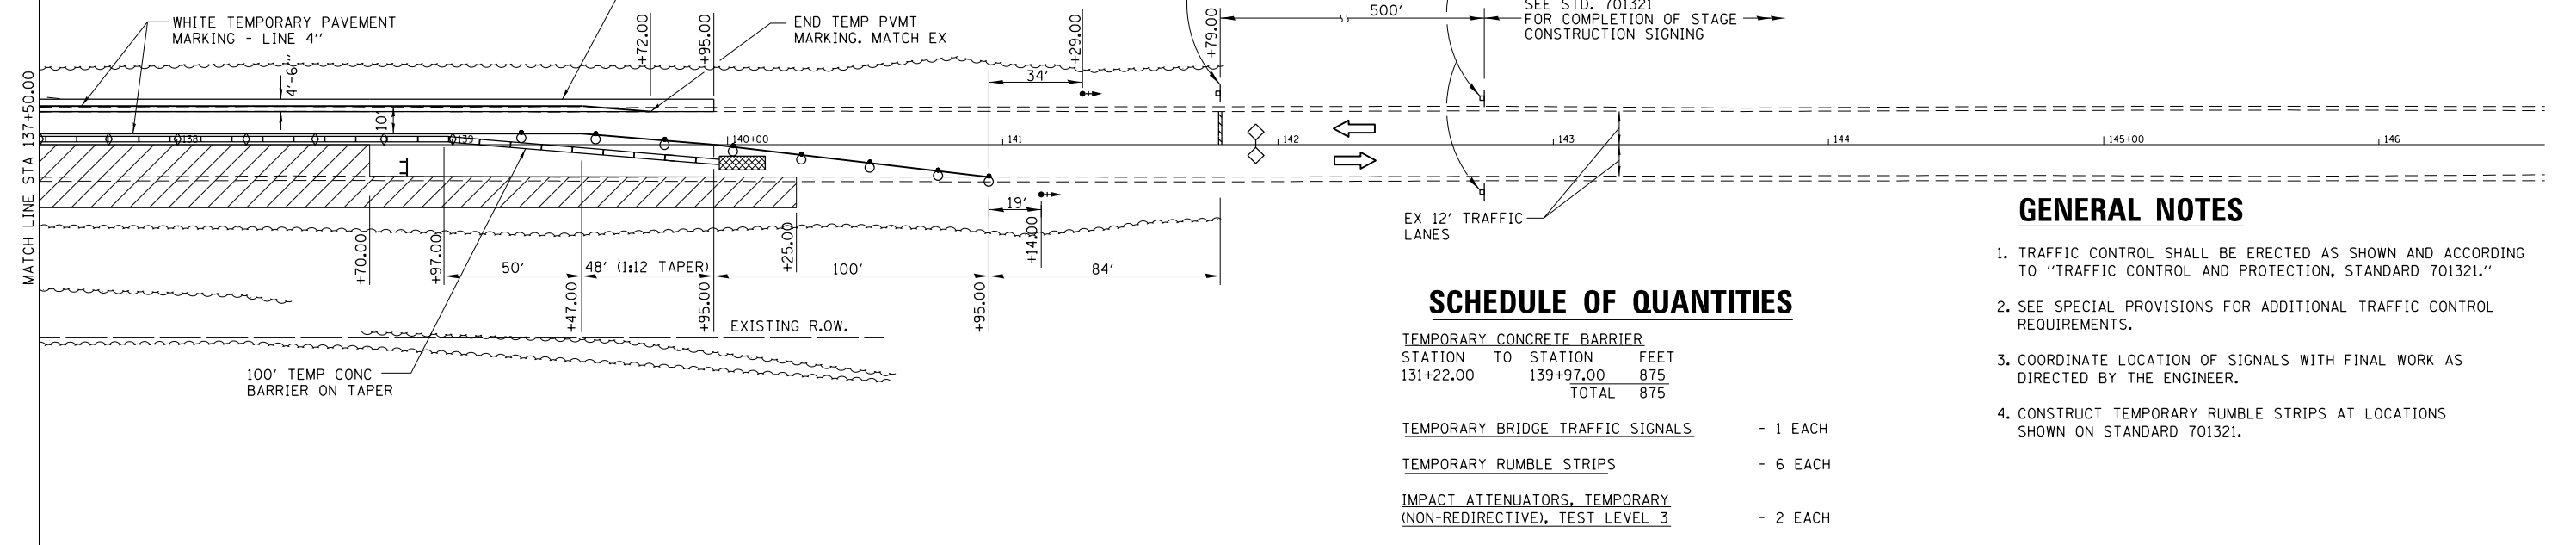 WHITE TEMPORARY PAVEMENT
MARKING - LINE 4"
+72.00
+95.00
END TEMP PVMT
MARKING. MATCH EX
+29.00
+79.00
500'
SEE STD. 701321
FOR COMPLETION OF STAGE
CONSTRUCTION SIGNING
MATCH LINE STA 137+50.00
4'-6"
10'
34'
138
139
140+00
141
142
143
144
145+00
146
19'
+14.00
EX 12' TRAFFIC
LANES
+70.00
+97.00
50'
48' (1:12 TAPER)
+25.00
100'
84'
+47.00
+95.00
+95.00
EXISTING R.OW.
100' TEMP CONC
BARRIER ON TAPER
SCHEDULE OF QUANTITIES
TEMPORARY CONCRETE BARRIER
STATION TO STATION FEET
131+22.00 139+97.00 875
TOTAL 875
TEMPORARY BRIDGE TRAFFIC SIGNALS - 1 EACH
TEMPORARY RUMBLE STRIPS - 6 EACH
IMPACT ATTENUATORS, TEMPORARY
(NON-REDIRECTIVE), TEST LEVEL 3 - 2 EACH
GENERAL NOTES
1. TRAFFIC CONTROL SHALL BE ERECTED AS SHOWN AND ACCORDING
TO "TRAFFIC CONTROL AND PROTECTION, STANDARD 701321."
2. SEE SPECIAL PROVISIONS FOR ADDITIONAL TRAFFIC CONTROL
REQUIREMENTS.
3. COORDINATE LOCATION OF SIGNALS WITH FINAL WORK AS
DIRECTED BY THE ENGINEER.
4. CONSTRUCT TEMPORARY RUMBLE STRIPS AT LOCATIONS
SHOWN ON STANDARD 701321.